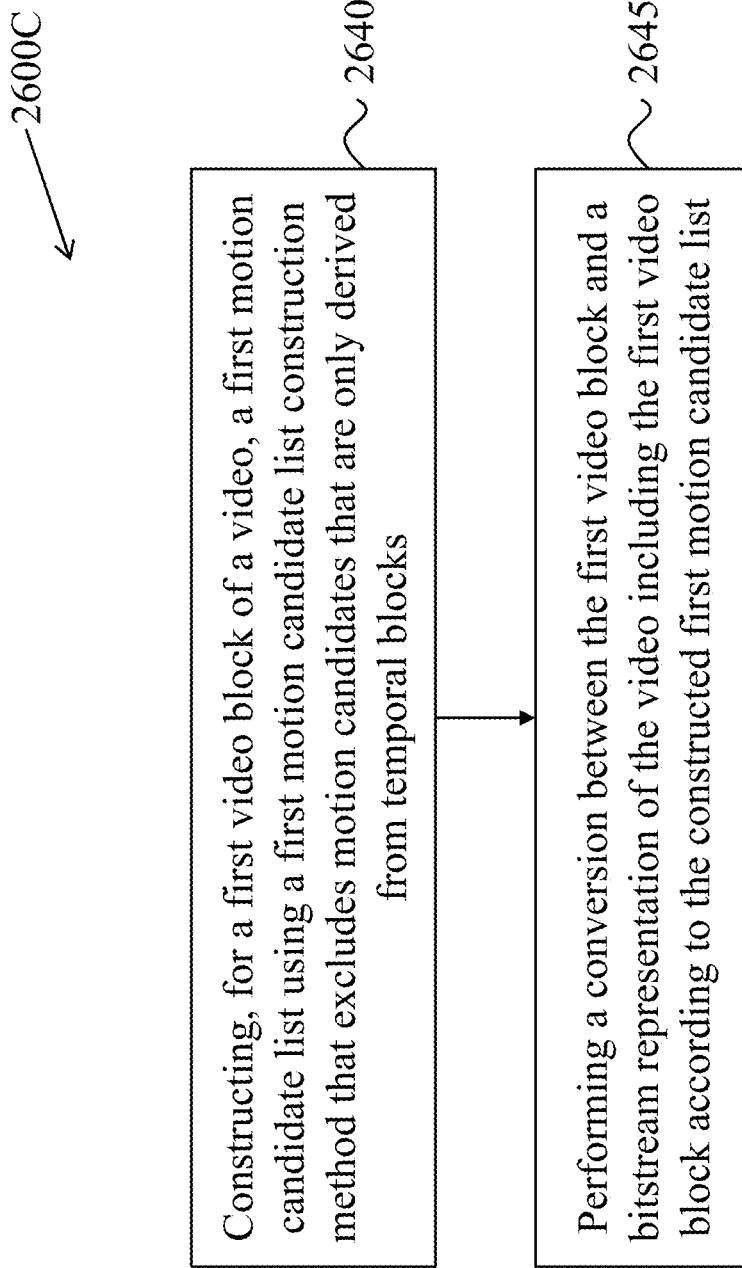 2600C
Constructing, for a first video block of a video, a first motion
candidate list using a first motion candidate list construction
method that excludes motion candidates that are only derived
from temporal blocks
2640
Performing a conversion between the first video block and a
bitstream representation of the video including the first video
block according to the constructed first motion candidate list
2645